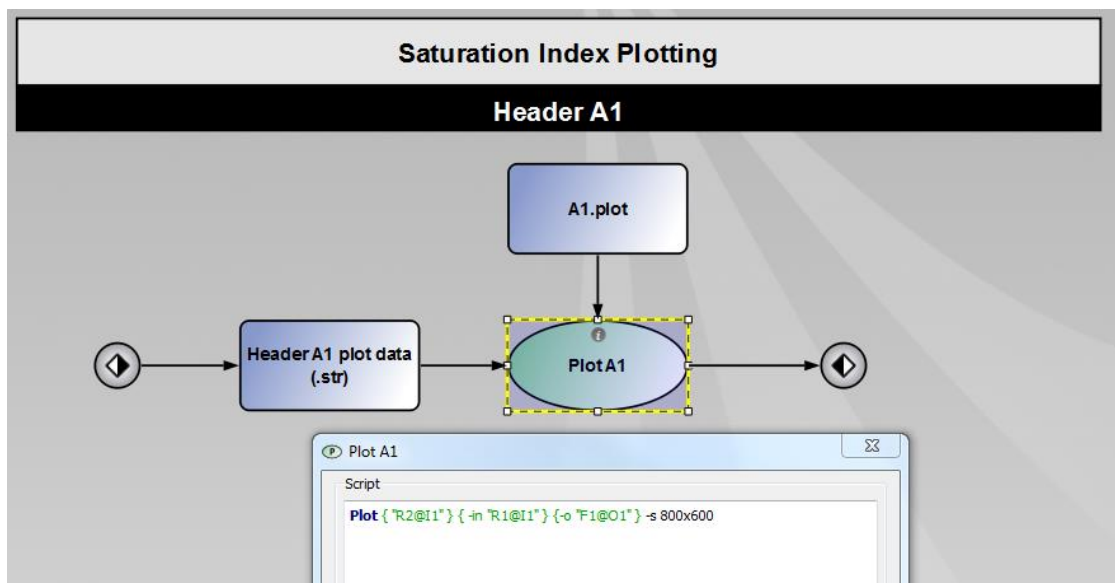 Saturation Index Plotting
Header A1
A1.plot
Header A1 plot data
(.str)
i
Plot A1
P Plot A1
Script
Plot { "R2@I1" } { -in "R1@I1" } {-o "F1@O1" } -s 800x600